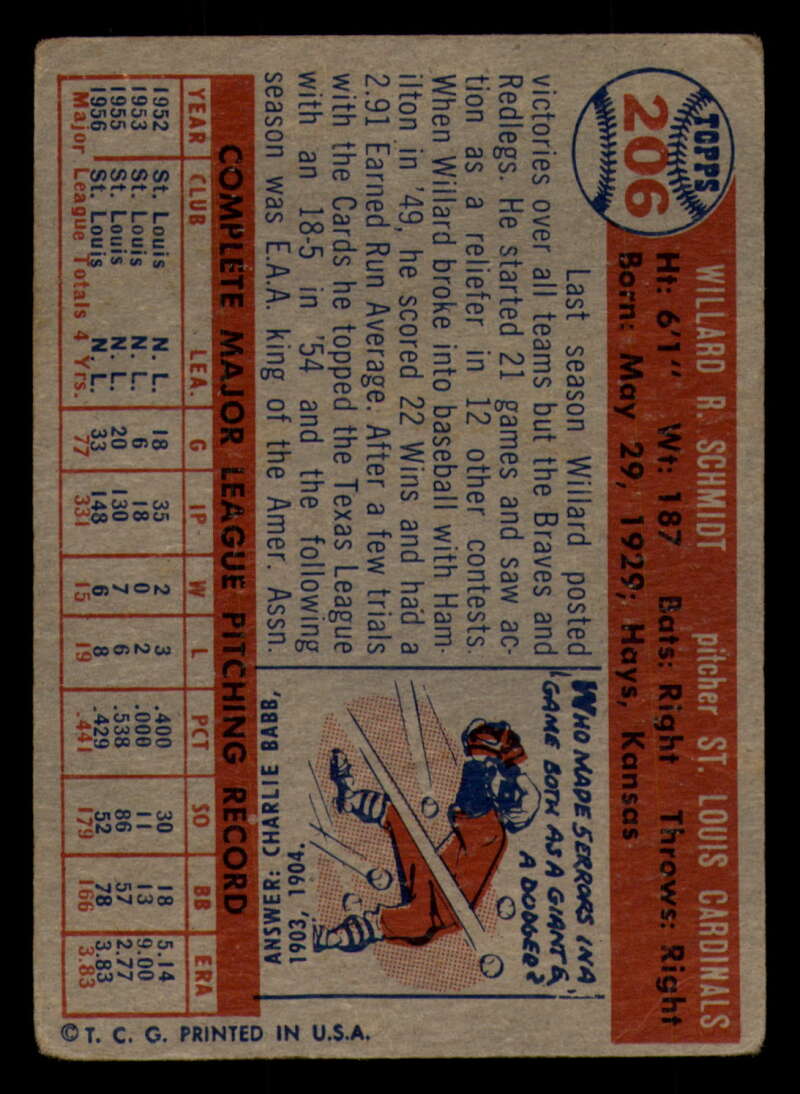 TOPPS
206
WILLARD R. SCHMIDT pitcher ST. LOUIS CARDINALS
Ht: 6'1" Wt: 187 Bats: Right Throws: Right
Born: May 29, 1929; Hays, Kansas
Last season Willard posted
victories over all teams but the Braves and
Redlegs. He started 21 games and saw ac-
tion as a reliefer in 12 other contests.
When Willard broke into baseball with Ham-
ilton in '49, he scored 22 Wins and had a
2.91 Earned Run Average. After a few trials
with the Cards he topped the Texas League
with an 18-5 in '54 and the following
season was E.A.A. king of the Amer. Assn.
WHO MADE 5 ERRORS IN A
GAME BOTH AS A GIANT &
A DODGER?
ANSWER: CHARLIE BABB,
1903, 1904.
COMPLETE MAJOR LEAGUE PITCHING RECORD
YEAR CLUB LEA. G IP W L PCT SO BB ERA
1952 St. Louis N. L. 18 35 2 3 .400 30 18 5.14
1953 St. Louis N. L. 6 18 0 2 .000 11 13 9.00
1955 St. Louis N. L. 20 130 7 6 .538 86 57 2.77
1956 St. Louis N. L. 33 148 6 8 .429 52 78 3.83
Major League Totals 4 Yrs. 77 331 15 19 .441 179 166 3.83
© T. C. G. PRINTED IN U.S.A.